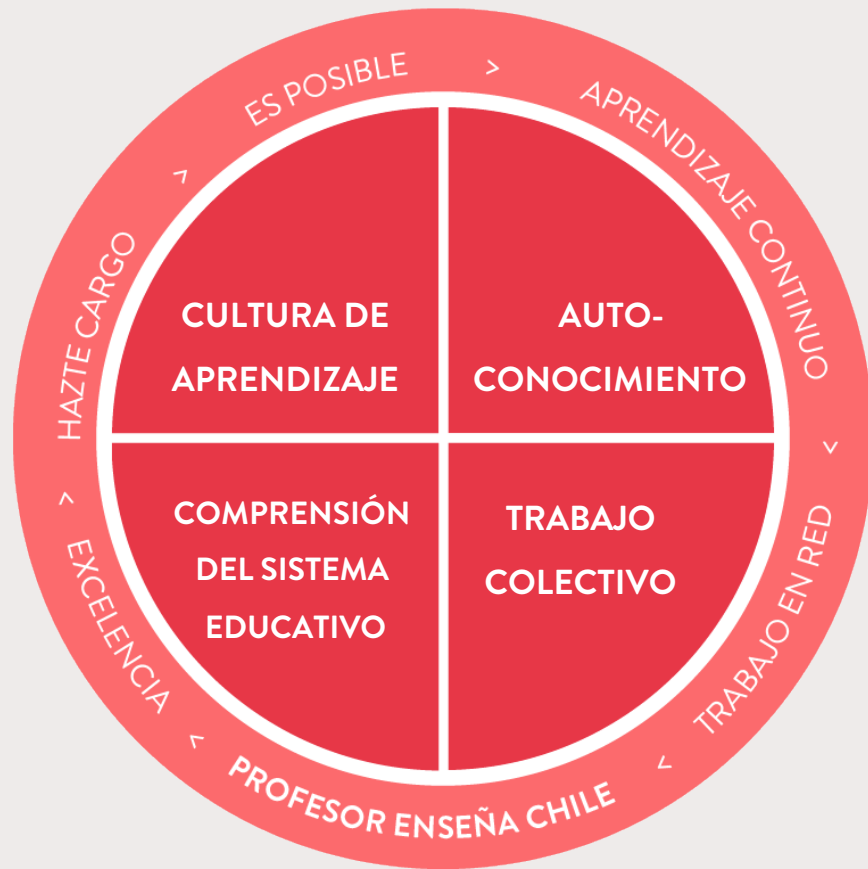 ES POSIBLE
>
APRENDIZAJE CONTINUO
>
TRABAJO EN RED
>
PROFESOR ENSEÑA CHILE
>
EXCELENCIA
>
HAZTE CARGO
>
CULTURA DE
APRENDIZAJE
AUTO-
CONOCIMIENTO
COMPRENSIÓN
DEL SISTEMA
EDUCATIVO
TRABAJO
COLECTIVO